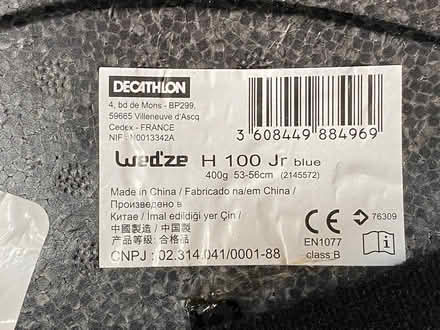 DECATHLON
4, bd de Mons - BP299,
59665 Villeneuve d'Ascq
Cedex - FRANCE
0013342A
3 608449 884969
Wed'ze H 100 Jr blue
400g 53-56cm (2145572)
Made in China / Fabricado na/em China /
Произведено в
Китае / Imal edildiği yer Çin /
中國製造 / 中国製
产品等级: 合格品
CE
76309
EN1077
class B
CNPJ : 02.314.041/0001-88